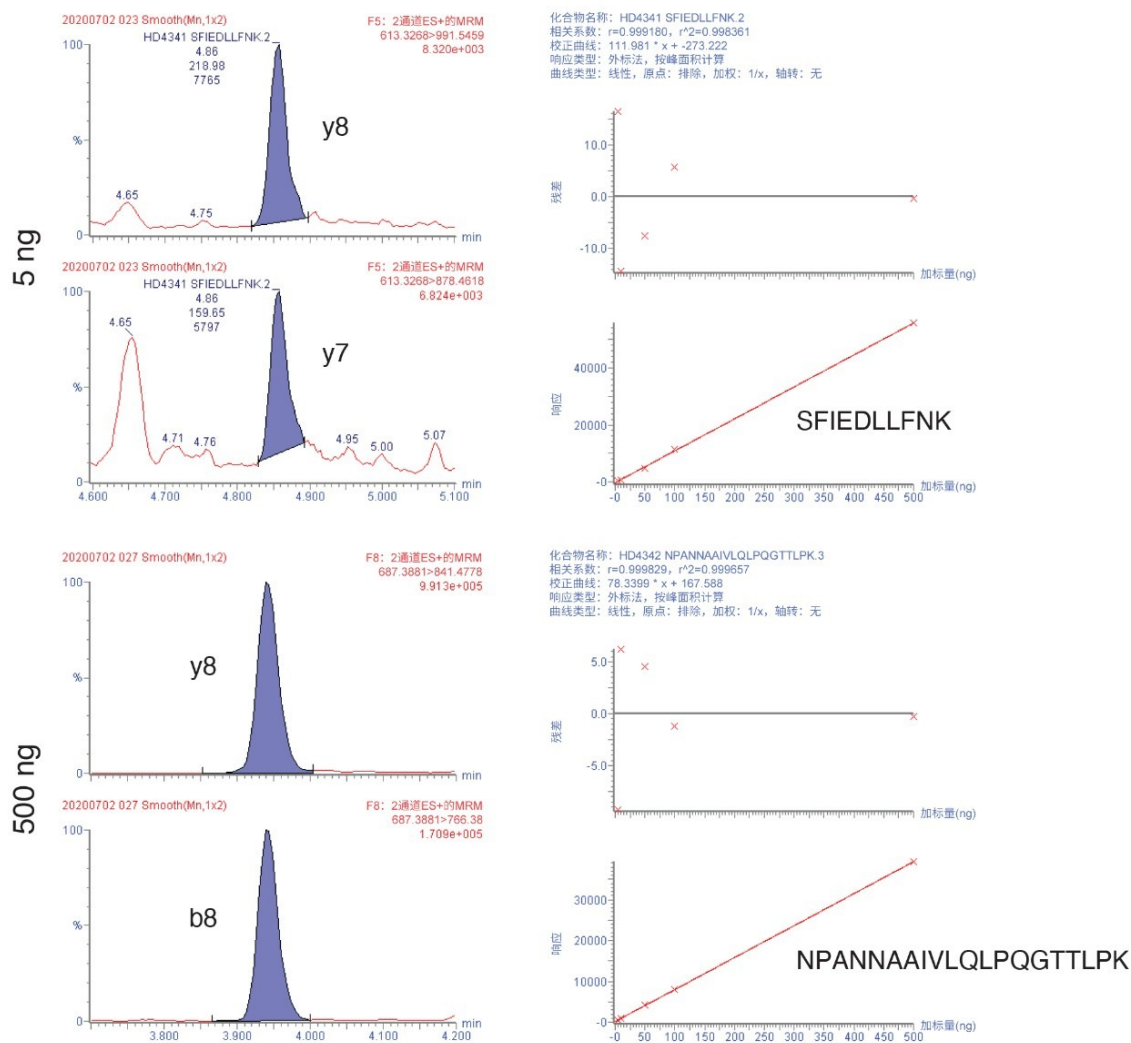 5 ng
20200702 023 Smooth(Mn,1x2)
F5：2通道ES+的MRM
613.3268>991.5459
8.320e+003
HD4341 SFIEDLLFNK.2
4.86
218.98
7765
y8
100
%
0
4.65
4.75
min
20200702 023 Smooth(Mn,1x2)
F5：2通道ES+的MRM
613.3268>878.4618
6.824e+003
HD4341 SFIEDLLFNK.2
4.86
159.65
5797
y7
100
%
0
4.65
4.71
4.76
4.95
5.00
5.07
4.600 4.700 4.800 4.900 5.000 5.100
min
化合物名称：HD4341 SFIEDLLFNK.2
相关系数：r=0.999180，r^2=0.998361
校正曲线：111.981 * x + -273.222
响应类型：外标法，按峰面积计算
曲线类型：线性，原点：排除，加权：1/x，轴转：无
残差
10.0
0.0
-10.0
加标量(ng)
响应
40000
20000
-0
SFIEDLLFNK
-0 50 100 150 200 250 300 350 400 450 500
加标量(ng)
500 ng
20200702 027 Smooth(Mn,1x2)
F8：2通道ES+的MRM
687.3881>841.4778
9.913e+005
y8
100
%
0
min
20200702 027 Smooth(Mn,1x2)
F8：2通道ES+的MRM
687.3881>766.38
1.709e+005
b8
100
%
0
3.800 3.900 4.000 4.100 4.200
min
化合物名称：HD4342 NPANNAAIVLQLPQGTTLPK.3
相关系数：r=0.999829，r^2=0.999657
校正曲线：78.3399 * x + 167.588
响应类型：外标法，按峰面积计算
曲线类型：线性，原点：排除，加权：1/x，轴转：无
残差
5.0
0.0
-5.0
加标量(ng)
响应
30000
20000
10000
-0
NPANNAAIVLQLPQGTTLPK
-0 50 100 150 200 250 300 350 400 450 500
加标量(ng)